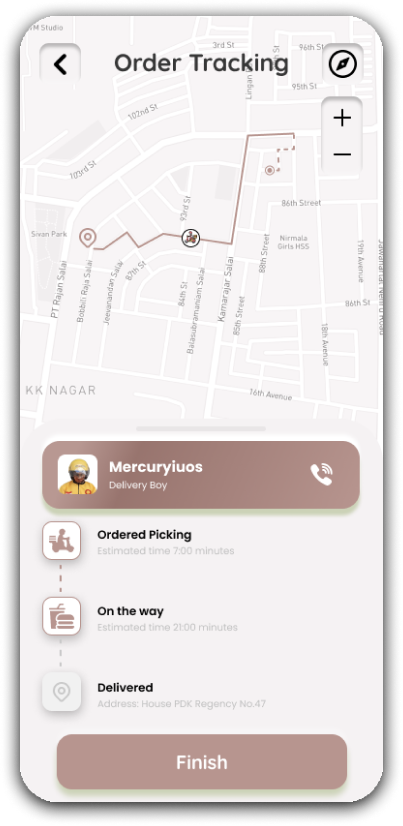 M Studio
3rd St
96th St
Order Tracking
95th St
Lingan
102nd St
103rd St
93rd St
86th Street
Sivan Park
Nirmala
Girls HSS
88th Street
19th Avenue
PT Rajan Salai
Bobbili Raja Salai
Jeevanandan Salai
87th St
84th St
Balasubramaniam Salai
Kamarajar Salai
85th Street
86th St
18th Avenue
KK NAGAR
16th Avenue
Mercuryiuos
Delivery Boy
Ordered Picking
Estimated time 7:00 minutes
On the way
Estimated time 21:00 minutes
Delivered
Address: House PDK Regency No.47
Finish